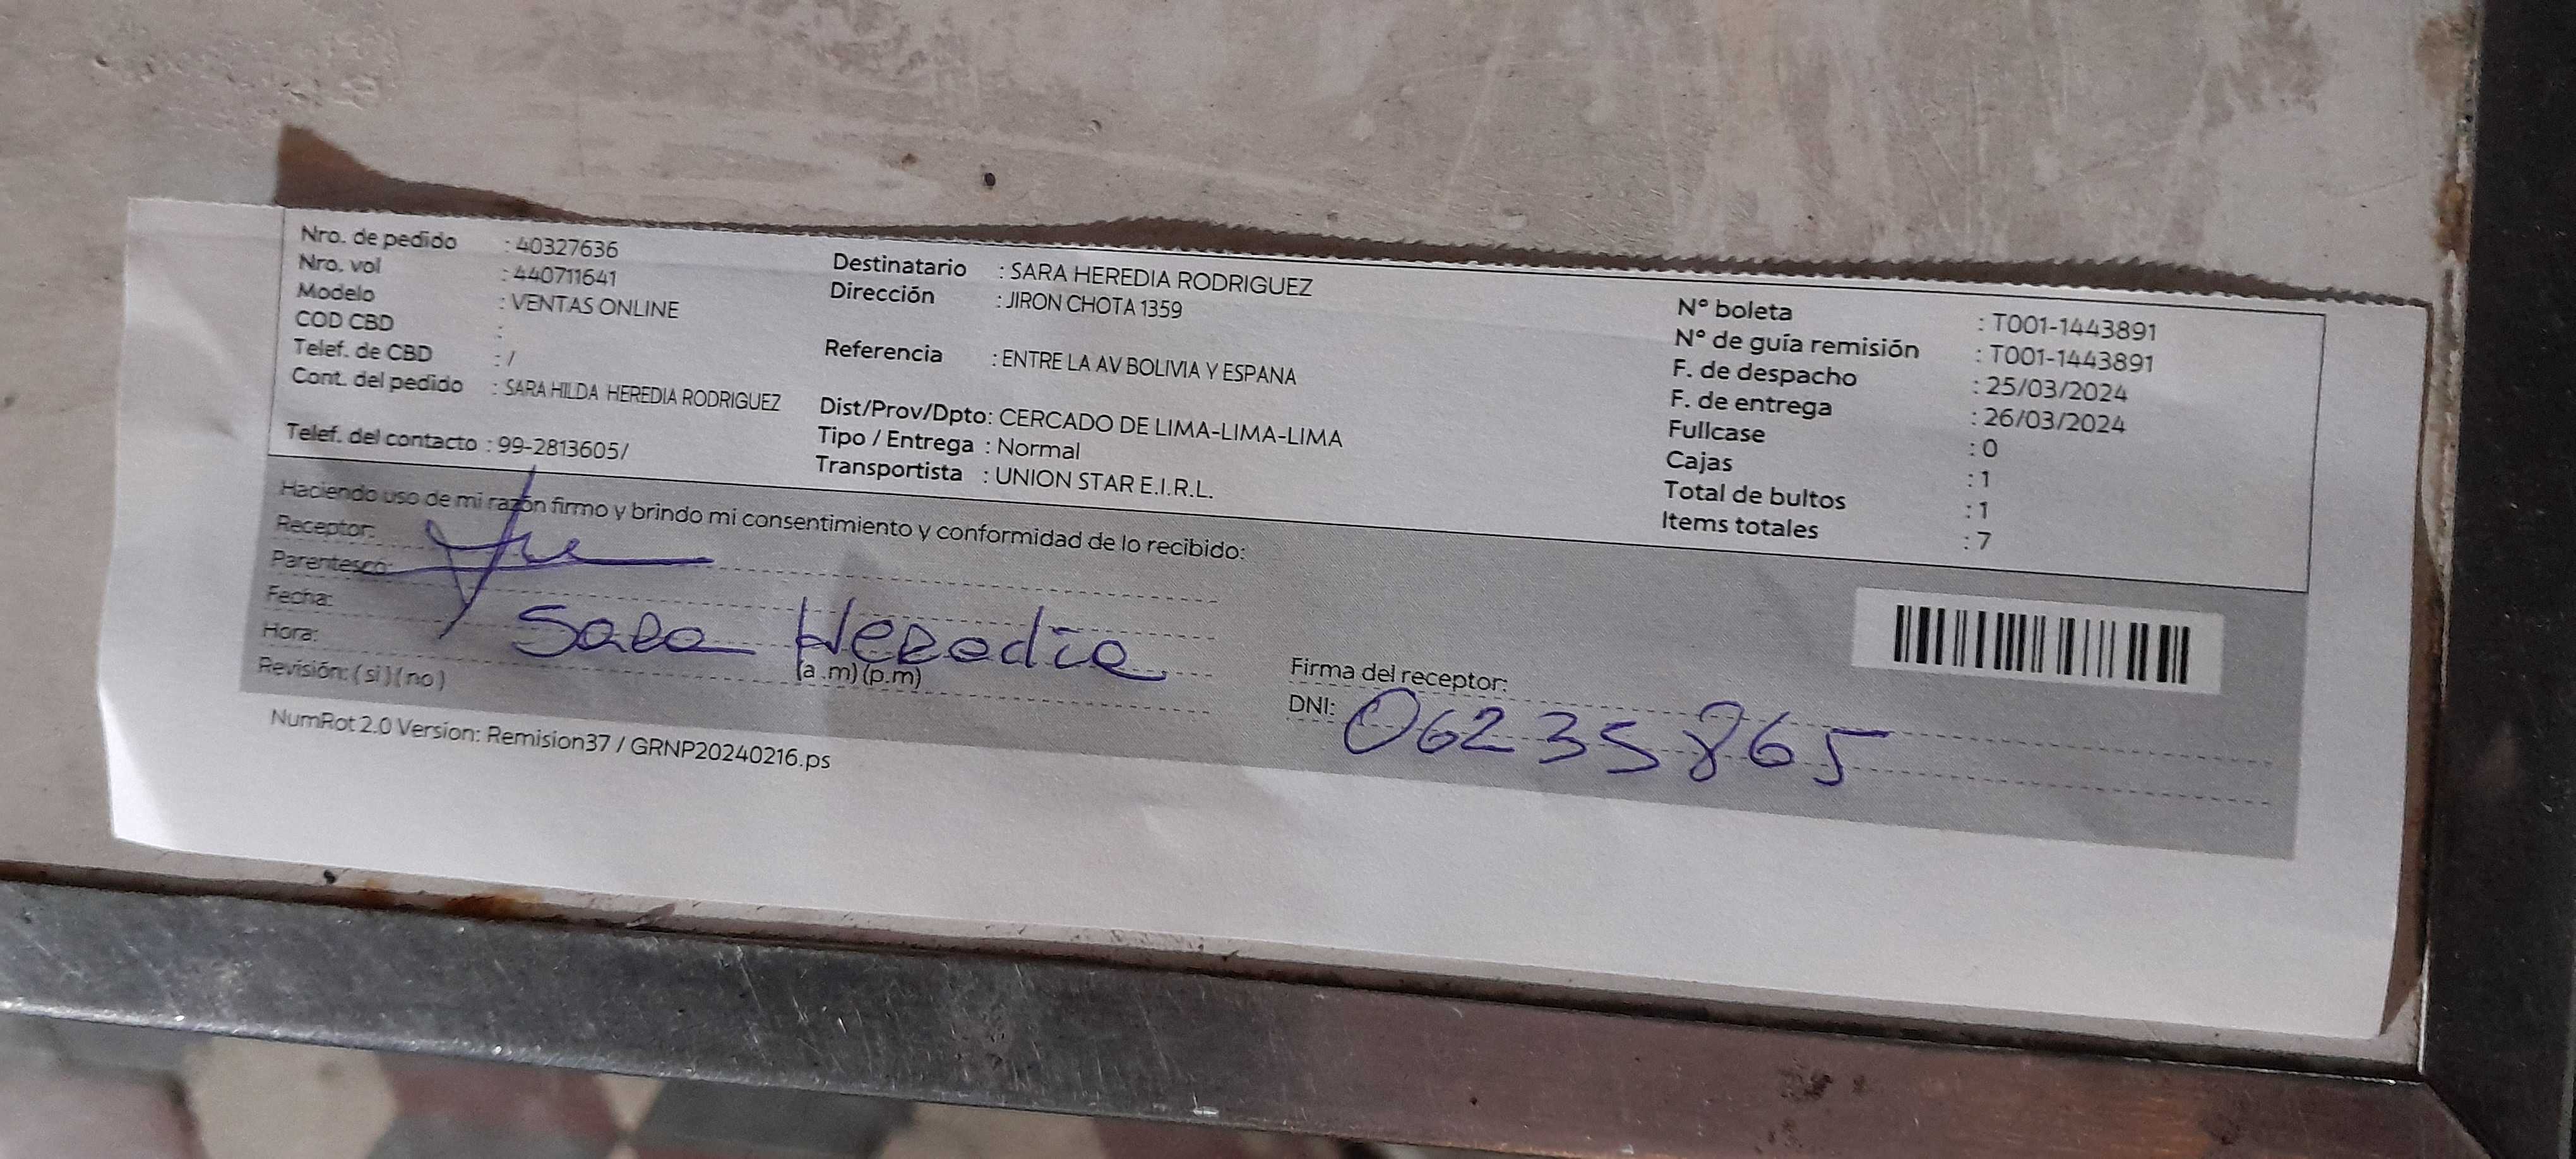 Nro. de pedido : 40327636
Nro. vol : 440711641
Modelo : VENTAS ONLINE
COD CBD :
Telef. de CBD : /
Cont. del pedido : SARA HILDA HEREDIA RODRIGUEZ
Telef. del contacto : 99-2813605/
Destinatario : SARA HEREDIA RODRIGUEZ
Dirección : JIRON CHOTA 1359
Referencia : ENTRE LA AV BOLIVIA Y ESPANA
Dist/Prov/Dpto: CERCADO DE LIMA-LIMA-LIMA
Tipo / Entrega : Normal
Transportista : UNION STAR E.I.R.L.
Nº boleta : T001-1443891
Nº de guía remisión : T001-1443891
F. de despacho : 25/03/2024
F. de entrega : 26/03/2024
Fullcase : 0
Cajas : 1
Total de bultos : 1
Items totales : 7
Haciendo uso de mi razón firmo y brindo mi consentimiento y conformidad de lo recibido:
Receptor:
Parentesco:
Fecha:
Sara Heredia
Hora: (a .m) (p.m)
Revisión: ( si ) ( no )
Firma del receptor:
DNI: 06235865
NumRot 2.0 Version: Remision37 / GRNP20240216.ps